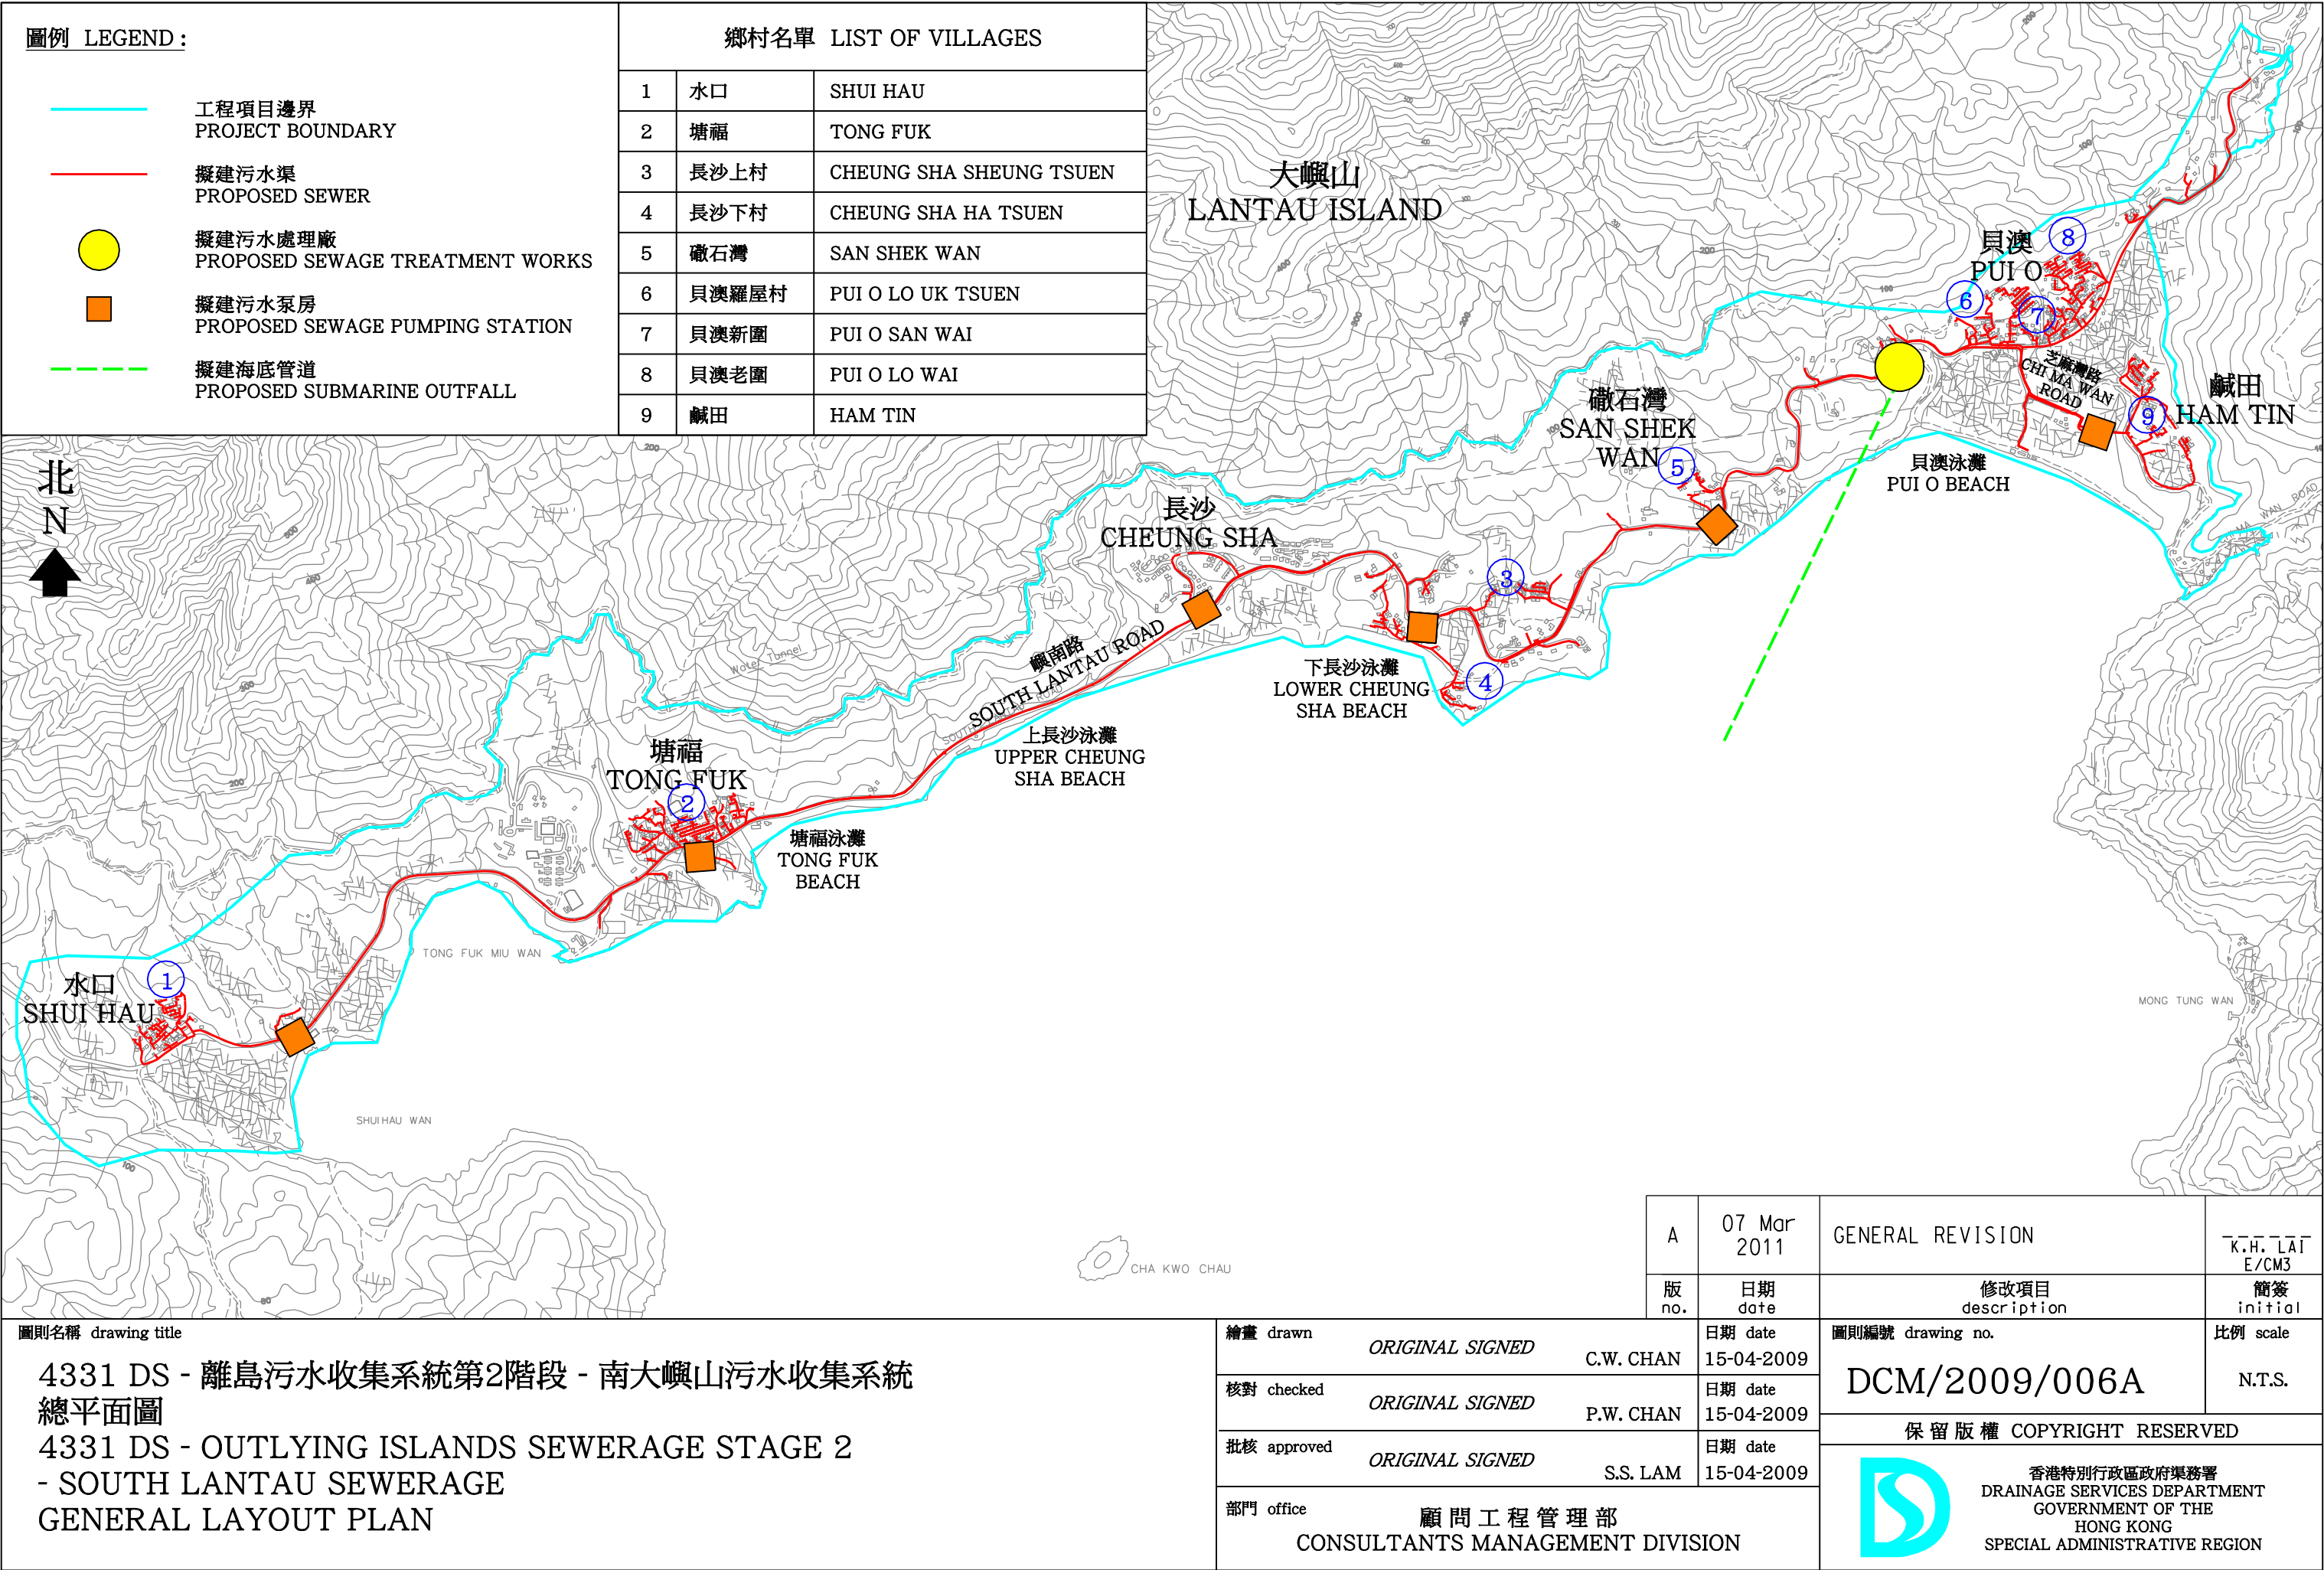 圖例 LEGEND :
工程項目邊界
PROJECT BOUNDARY
擬建污水渠
PROPOSED SEWER
擬建污水處理廠
PROPOSED SEWAGE TREATMENT WORKS
擬建污水泵房
PROPOSED SEWAGE PUMPING STATION
擬建海底管道
PROPOSED SUBMARINE OUTFALL
鄉村名單 LIST OF VILLAGES
1 水口 SHUI HAU
2 塘福 TONG FUK
3 長沙上村 CHEUNG SHA SHEUNG TSUEN
4 長沙下村 CHEUNG SHA HA TSUEN
5 䃟石灣 SAN SHEK WAN
6 貝澳羅屋村 PUI O LO UK TSUEN
7 貝澳新圍 PUI O SAN WAI
8 貝澳老圍 PUI O LO WAI
9 鹹田 HAM TIN
北
N
大嶼山
LANTAU ISLAND
貝澳
PUI O
8
6
7
芝麻灣路
CHI MA WAN
ROAD
鹹田
HAM TIN
9
䃟石灣
SAN SHEK
WAN
5
貝澳泳灘
PUI O BEACH
長沙
CHEUNG SHA
3
4
嶼南路
SOUTH LANTAU ROAD
Water Tunnel
下長沙泳灘
LOWER CHEUNG
SHA BEACH
上長沙泳灘
UPPER CHEUNG
SHA BEACH
塘福
TONG FUK
2
塘福泳灘
TONG FUK
BEACH
TONG FUK MIU WAN
水口
SHUI HAU
1
SHUI HAU WAN
MONG TUNG WAN
CHA KWO CHAU
A
07 Mar
2011
GENERAL REVISION
K.H. LAI
E/CM3
版
no.
日期
date
修改項目
description
簡簽
initial
圖則名稱 drawing title
4331 DS - 離島污水收集系統第2階段 - 南大嶼山污水收集系統
總平面圖
4331 DS - OUTLYING ISLANDS SEWERAGE STAGE 2
- SOUTH LANTAU SEWERAGE
GENERAL LAYOUT PLAN
繪畫 drawn
ORIGINAL SIGNED
C.W. CHAN
日期 date
15-04-2009
核對 checked
ORIGINAL SIGNED
P.W. CHAN
日期 date
15-04-2009
批核 approved
ORIGINAL SIGNED
S.S. LAM
日期 date
15-04-2009
部門 office
顧問工程管理部
CONSULTANTS MANAGEMENT DIVISION
圖則編號 drawing no.
DCM/2009/006A
比例 scale
N.T.S.
保留版權 COPYRIGHT RESERVED
香港特別行政區政府渠務署
DRAINAGE SERVICES DEPARTMENT
GOVERNMENT OF THE
HONG KONG
SPECIAL ADMINISTRATIVE REGION